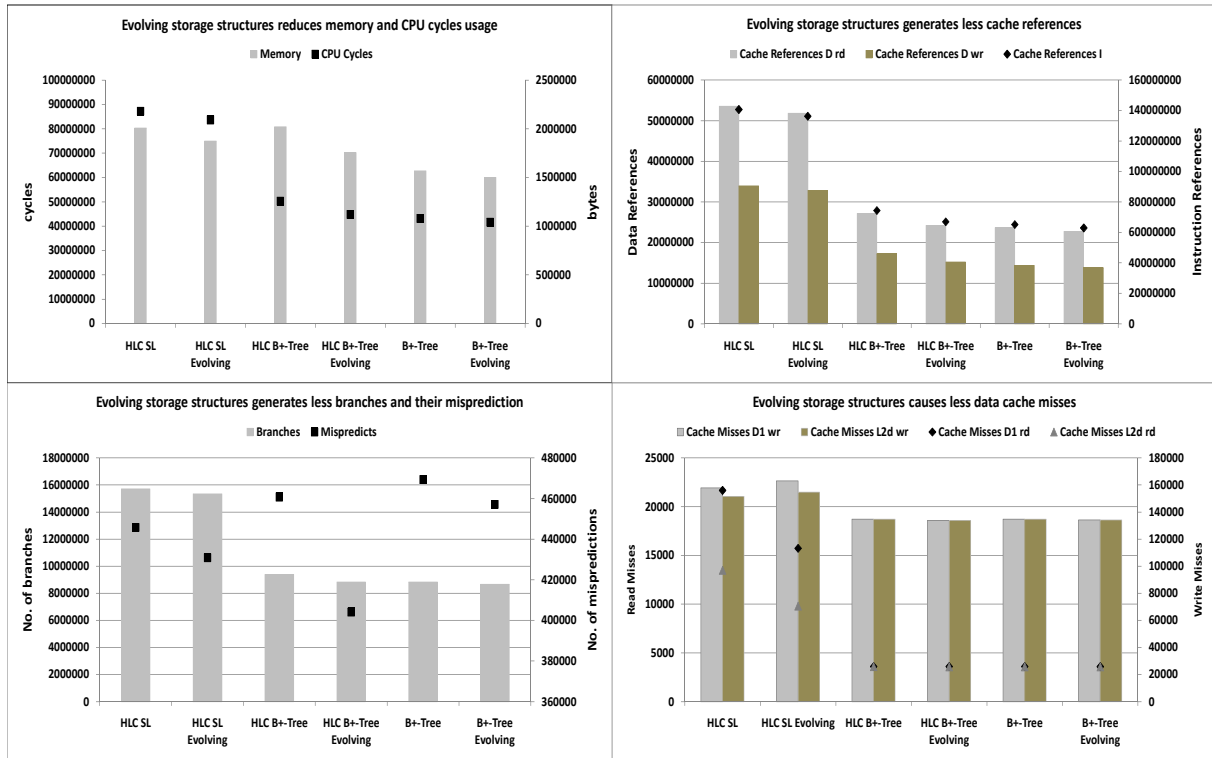 Evolving storage structures reduces memory and CPU cycles usage
Memory
CPU Cycles
cycles
100000000
90000000
80000000
70000000
60000000
50000000
40000000
30000000
20000000
10000000
0
2500000
2000000
1500000
1000000
500000
0
bytes
HLC SL
HLC SL Evolving
HLC B+-Tree
HLC B+-Tree Evolving
B+-Tree
B+-Tree Evolving
Evolving storage structures generates less cache references
Cache References D rd
Cache References D wr
Cache References I
Data References
60000000
50000000
40000000
30000000
20000000
10000000
0
160000000
140000000
120000000
100000000
80000000
60000000
40000000
20000000
0
Instruction References
HLC SL
HLC SL Evolving
HLC B+-Tree
HLC B+-Tree Evolving
B+-Tree
B+-Tree Evolving
Evolving storage structures generates less branches and their misprediction
Branches
Mispredicts
No. of branches
18000000
16000000
14000000
12000000
10000000
8000000
6000000
4000000
2000000
0
480000
460000
440000
420000
400000
380000
360000
No. of mispredictions
HLC SL
HLC SL Evolving
HLC B+-Tree
HLC B+-Tree Evolving
B+-Tree
B+-Tree Evolving
Evolving storage structures causes less data cache misses
Cache Misses D1 wr
Cache Misses L2d wr
Cache Misses D1 rd
Cache Misses L2d rd
Read Misses
25000
20000
15000
10000
5000
0
180000
160000
140000
120000
100000
80000
60000
40000
20000
0
Write Misses
HLC SL
HLC SL Evolving
HLC B+-Tree
HLC B+-Tree Evolving
B+-Tree
B+-Tree Evolving